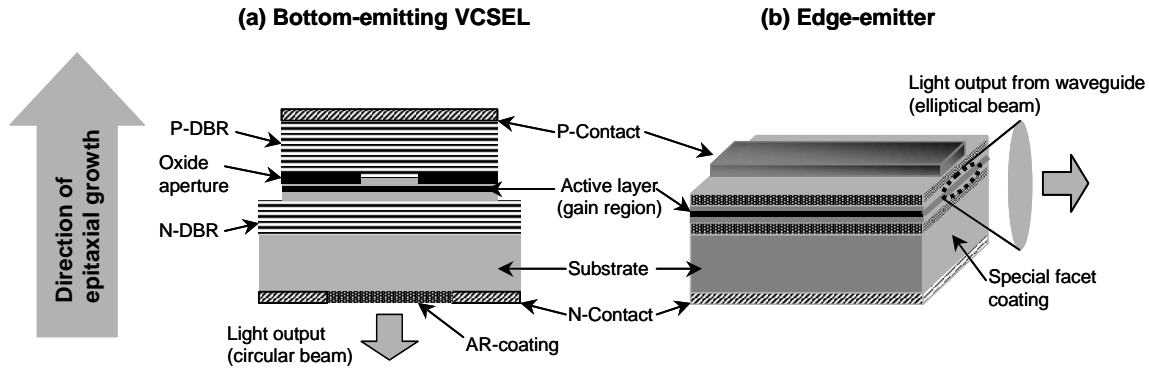 (a) Bottom-emitting VCSEL
(b) Edge-emitter
Direction of
epitaxial growth
P-DBR
Oxide
aperture
N-DBR
Light output
(circular beam)
AR-coating
P-Contact
Active layer
(gain region)
Substrate
N-Contact
Light output from waveguide
(elliptical beam)
Special facet
coating